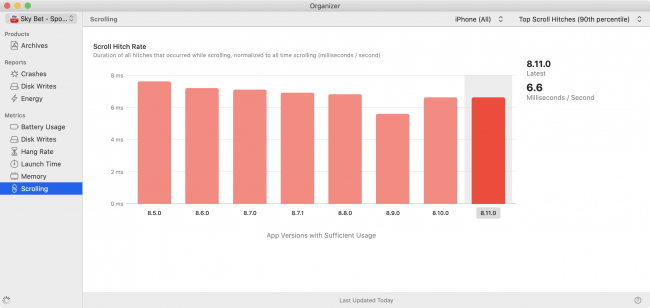 Organizer
Sky Bet - Spo...
Scrolling
iPhone (All)
Top Scroll Hitches (90th percentile)
Products
Archives
Reports
Crashes
Disk Writes
Energy
Metrics
Battery Usage
Disk Writes
Hang Rate
Launch Time
Memory
Scrolling
Scroll Hitch Rate
Duration of all hitches that occurred while scrolling, normalized to all time scrolling (milliseconds / second)
8 ms
6 ms
4 ms
2 ms
0 ms
8.5.0
8.6.0
8.7.0
8.7.1
8.8.0
8.9.0
8.10.0
8.11.0
App Versions with Sufficient Usage
8.11.0
Latest
6.6
Milliseconds / Second
Last Updated Today
?